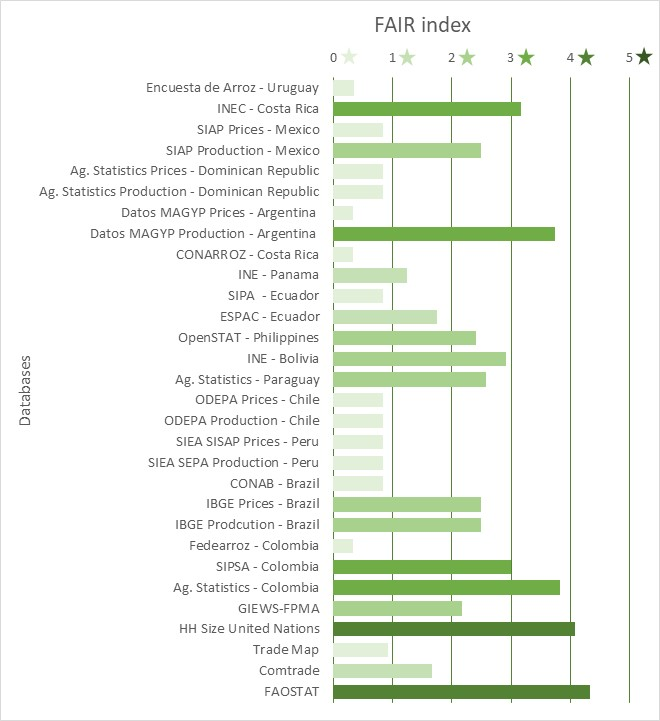 FAIR index
0 1 2 3 4 5
Encuesta de Arroz - Uruguay
INEC - Costa Rica
SIAP Prices - Mexico
SIAP Production - Mexico
Ag. Statistics Prices - Dominican Republic
Ag. Statistics Production - Dominican Republic
Datos MAGYP Prices - Argentina
Datos MAGYP Production - Argentina
CONARROZ - Costa Rica
INE - Panama
SIPA - Ecuador
ESPAC - Ecuador
OpenSTAT - Philippines
INE - Bolivia
Ag. Statistics - Paraguay
ODEPA Prices - Chile
ODEPA Production - Chile
SIEA SISAP Prices - Peru
SIEA SEPA Production - Peru
CONAB - Brazil
IBGE Prices - Brazil
IBGE Prodcution - Brazil
Fedearroz - Colombia
SIPSA - Colombia
Ag. Statistics - Colombia
GIEWS-FPMA
HH Size United Nations
Trade Map
Comtrade
FAOSTAT
Databases